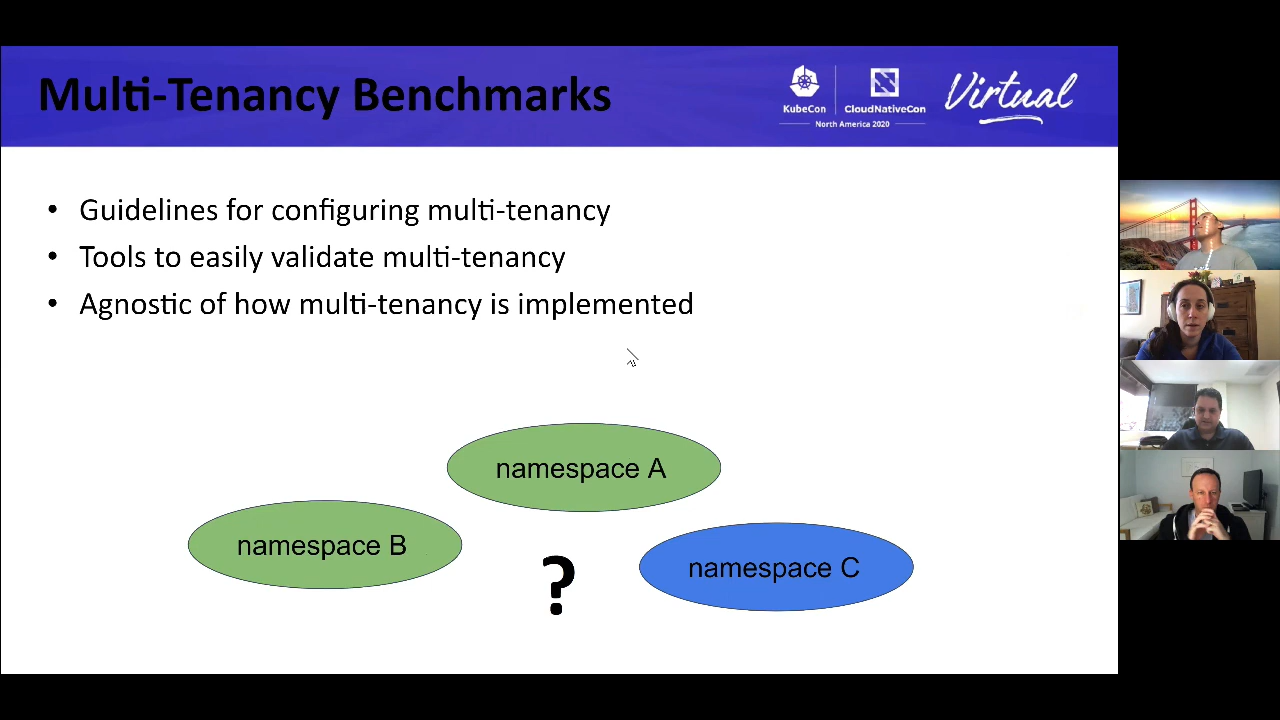 Multi-Tenancy Benchmarks
KubeCon
CloudNativeCon
North America 2020
Virtual
• Guidelines for configuring multi-tenancy
• Tools to easily validate multi-tenancy
• Agnostic of how multi-tenancy is implemented
namespace A
namespace B
namespace C
?